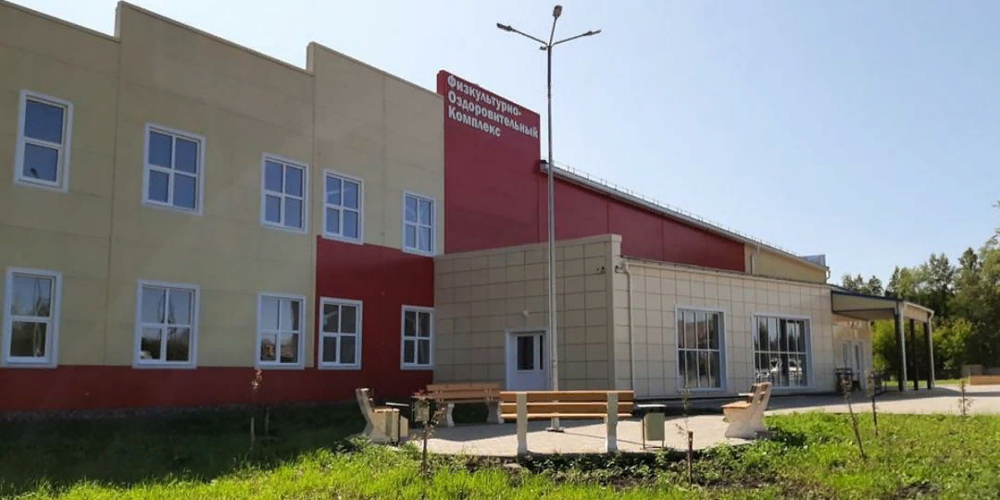 Физкультурно-
Оздоровительный
Комплекс